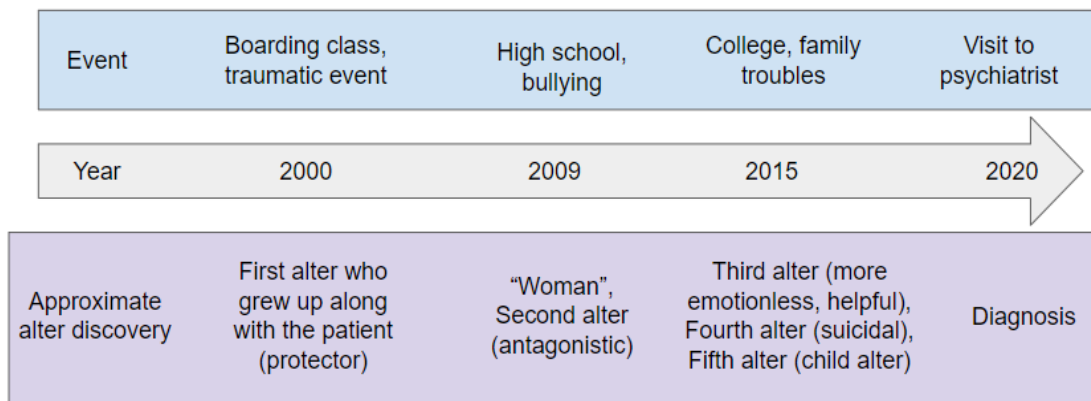 Event
Boarding class,
traumatic event
High school,
bullying
College, family
troubles
Visit to
psychiatrist
Year
2000
2009
2015
2020
Approximate
alter discovery
First alter who
grew up along
with the patient
(protector)
“Woman”,
Second alter
(antagonistic)
Third alter (more
emotionless, helpful),
Fourth alter (suicidal),
Fifth alter (child alter)
Diagnosis